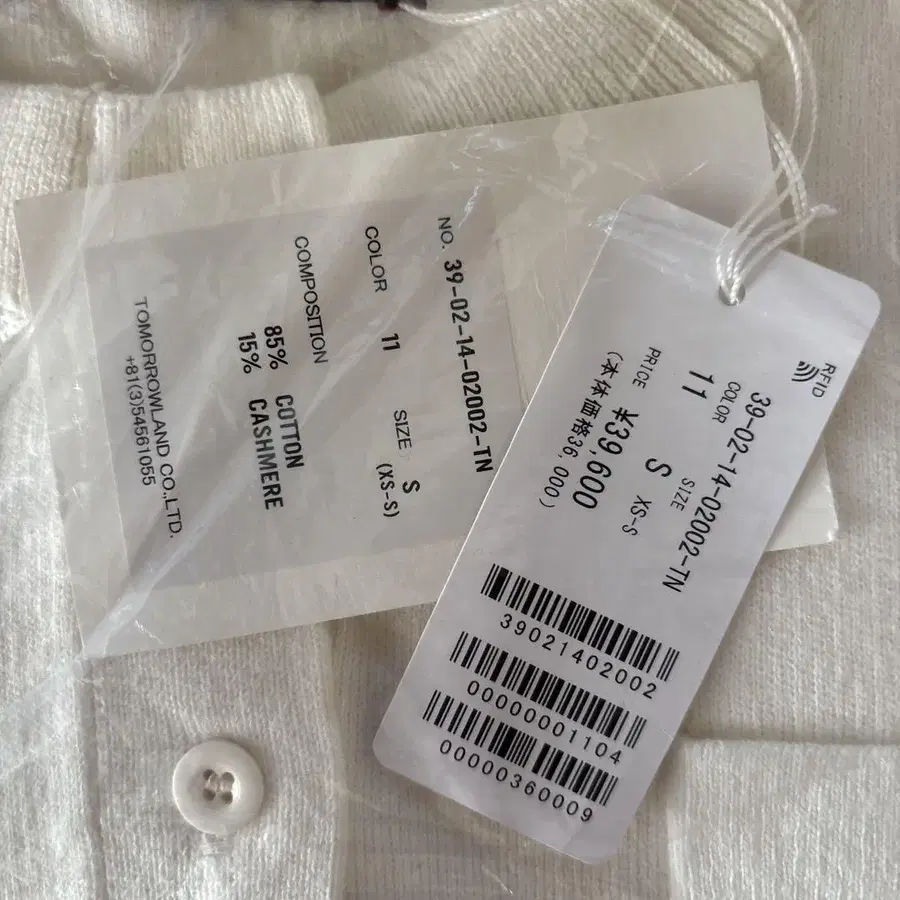 NO. 39-02-14-02002-TN
COLOR 11 SIZE S
(XS-S)
COMPOSITION
85% COTTON
15% CASHMERE
TOMORROWLAND CO.,LTD.
+81(3)54561055
RFID
39-02-14-02002-TN
COLOR SIZE
11 S XS-S
PRICE ¥39,600
(本体価格36,000)
39021402002
00000001104
00000360009